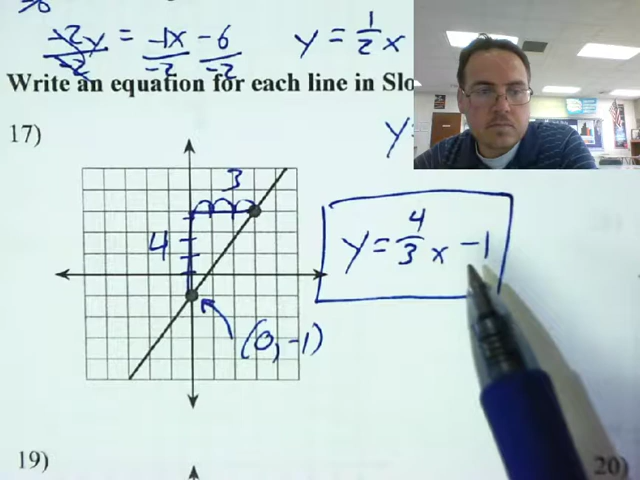 -2y = -1x - 6
-2 -2 -2
y = 1/2 x
Write an equation for each line in Slo
17)
y
3
4
y = 4/3 x - 1
(0, -1)
19)
20)